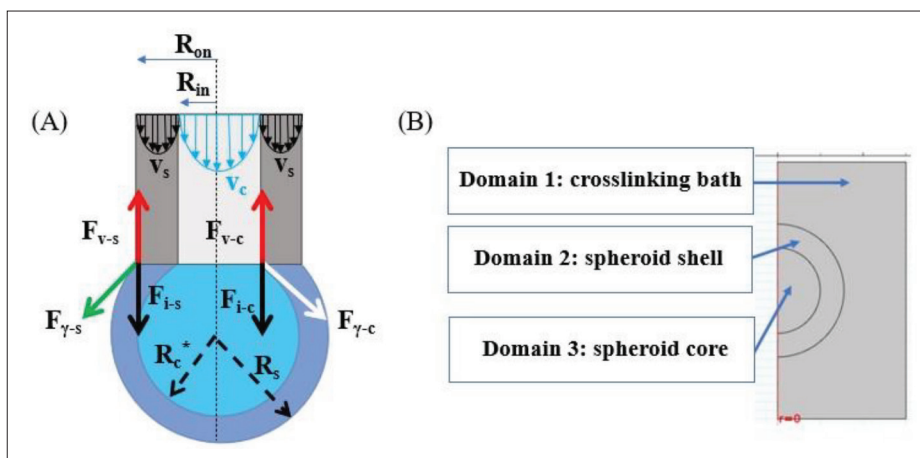 R_on
R_in
(A)
(B)
v_s
v_s
v_c
Domain 1: crosslinking bath
F_v-s
F_v-c
Domain 2: spheroid shell
F_i-s
F_i-c
F_γ-s
F_γ-c
R_c*
R_s
Domain 3: spheroid core
r=0